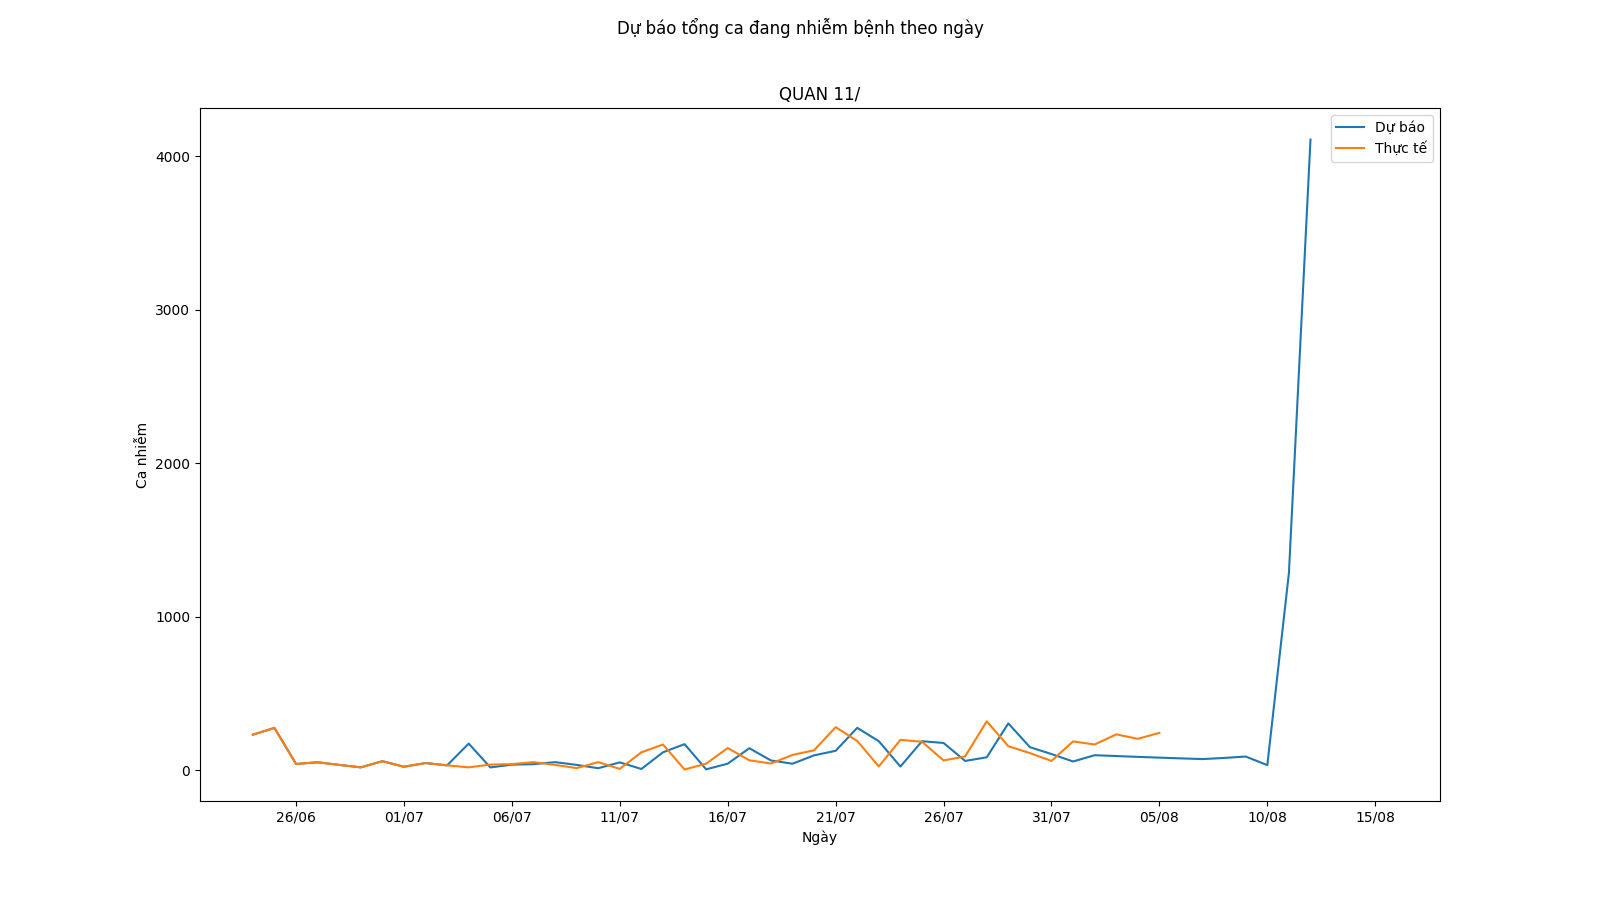 Dự báo tổng ca đang nhiễm bệnh theo ngày
QUAN 11/
Dự báo
Thực tế
4000
3000
2000
1000
0
Ca nhiễm
26/06 01/07 06/07 11/07 16/07 21/07 26/07 31/07 05/08 10/08 15/08
Ngày